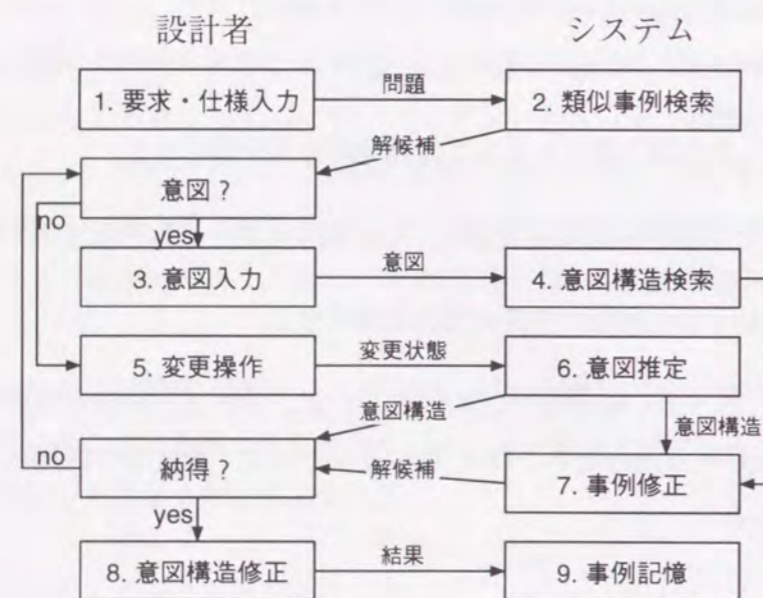 設計者 システム
1. 要求・仕様入力 問題 2. 類似事例検索
解候補
意図？
no
yes
3. 意図入力 意図 4. 意図構造検索
5. 変更操作 変更状態 6. 意図推定
意図構造
意図構造
no 納得？ 解候補 7. 事例修正
yes
8. 意図構造修正 結果 9. 事例記憶